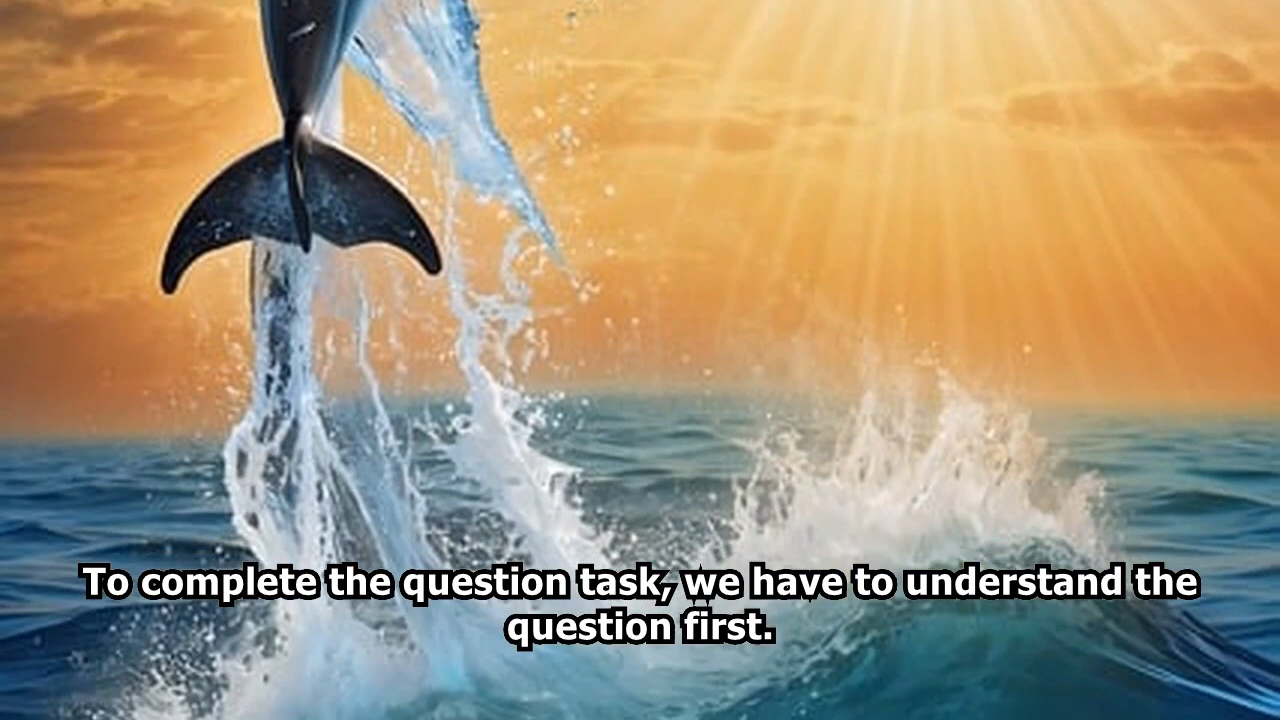 To complete the question task, we have to understand the
question first.